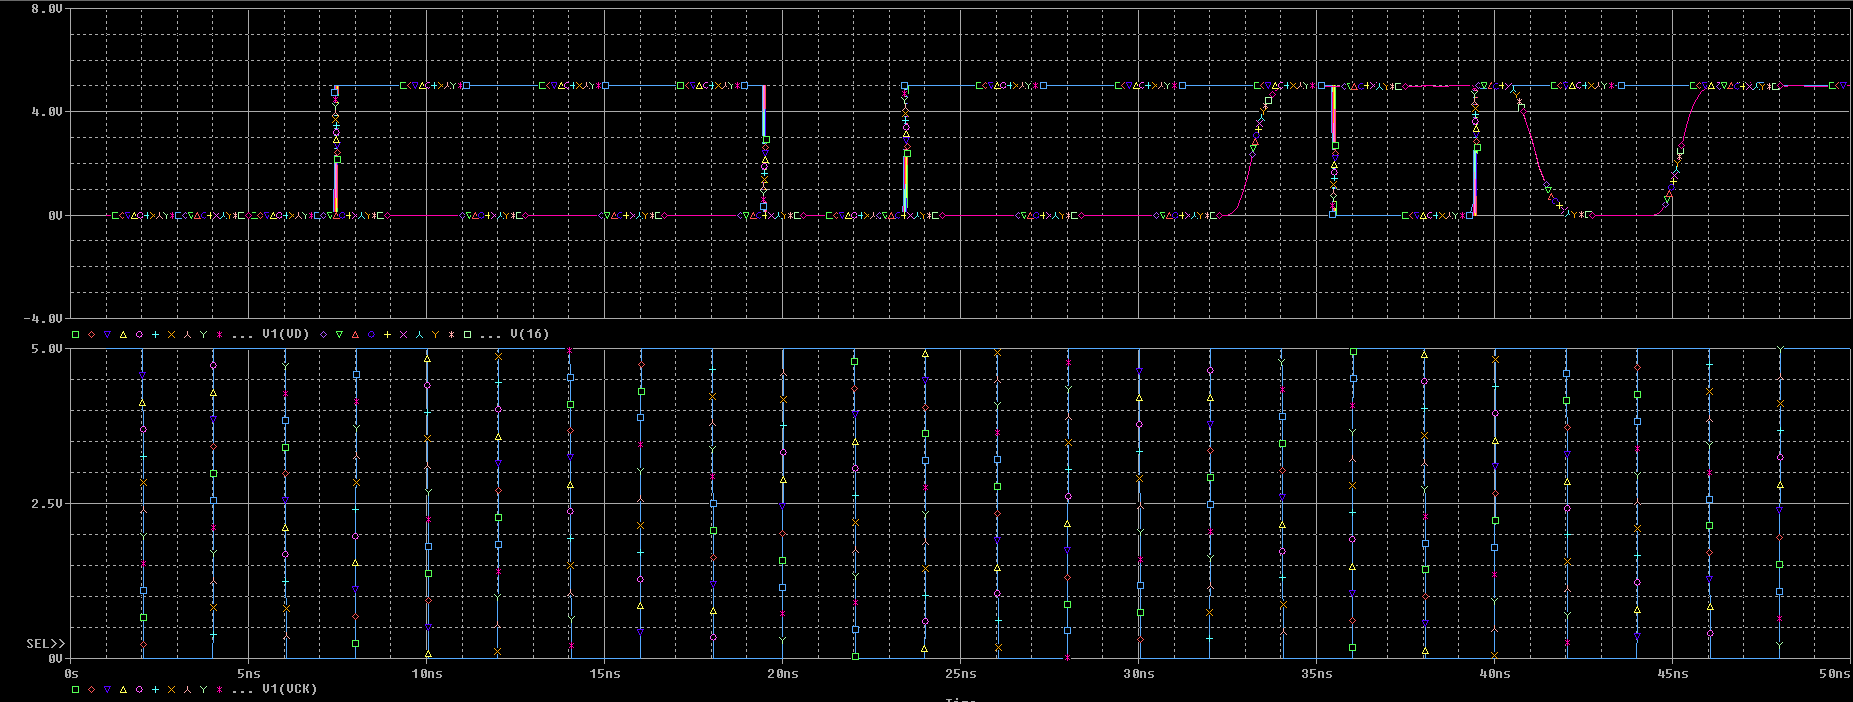 8.0V
4.0V
0V
-4.0V
... V1(VD) ... V(16)
5.0V
2.5V
SEL>>
0V
0s 5ns 10ns 15ns 20ns 25ns 30ns 35ns 40ns 45ns 50ns
... V1(VCK)
Time